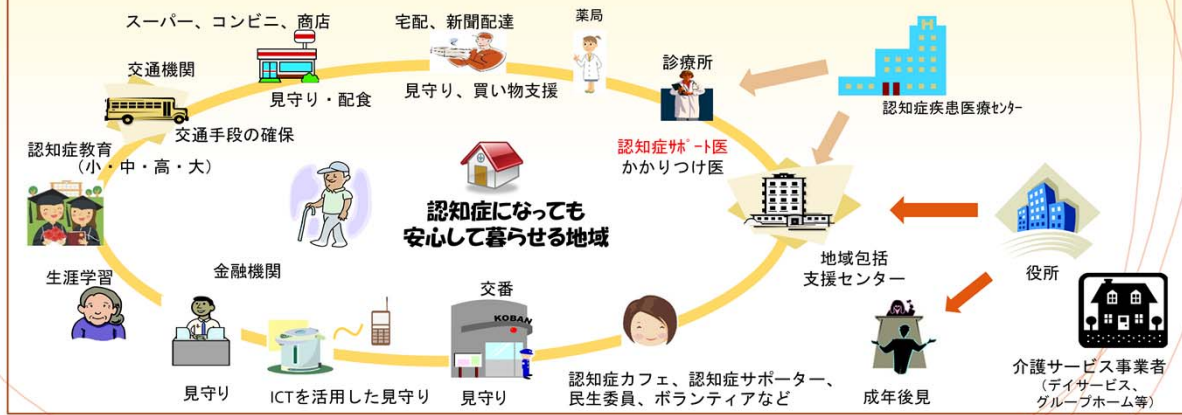 スーパー、コンビニ、商店
宅配、新聞配達
薬局
交通機関
診療所
見守り・配食
見守り、買い物支援
認知症疾患医療センター
交通手段の確保
認知症教育
(小・中・高・大)
認知症サポート医
かかりつけ医
認知症になっても
安心して暮らせる地域
地域包括
支援センター
役所
生涯学習
金融機関
交番
KOBAN
見守り
ICTを活用した見守り
見守り
認知症カフェ、認知症サポーター、
民生委員、ボランティアなど
成年後見
介護サービス事業者
(デイサービス、
グループホーム等)
H